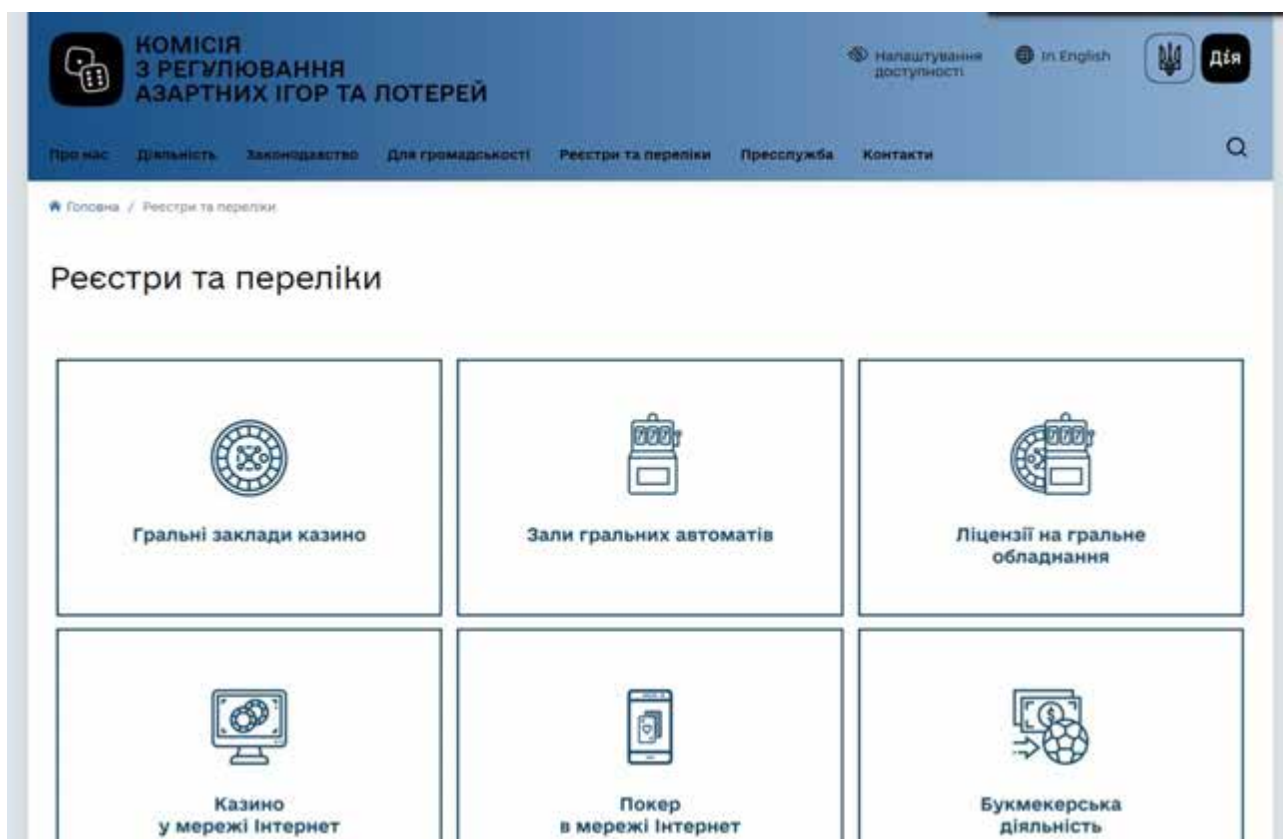 КОМІСІЯ
З РЕГУЛЮВАННЯ
АЗАРТНИХ ІГОР ТА ЛОТЕРЕЙ
Налаштування
доступності
In English
Дія
Про нас Діяльність Законодавство Для громадськості Реєстри та переліки Пресслужба Контакти
Головна / Реєстри та переліки
Реєстри та переліки
Гральні заклади казино
Зали гральних автоматів
Ліцензії на гральне
обладнання
Казино
у мережі Інтернет
Покер
в мережі Інтернет
Букмекерська
діяльність